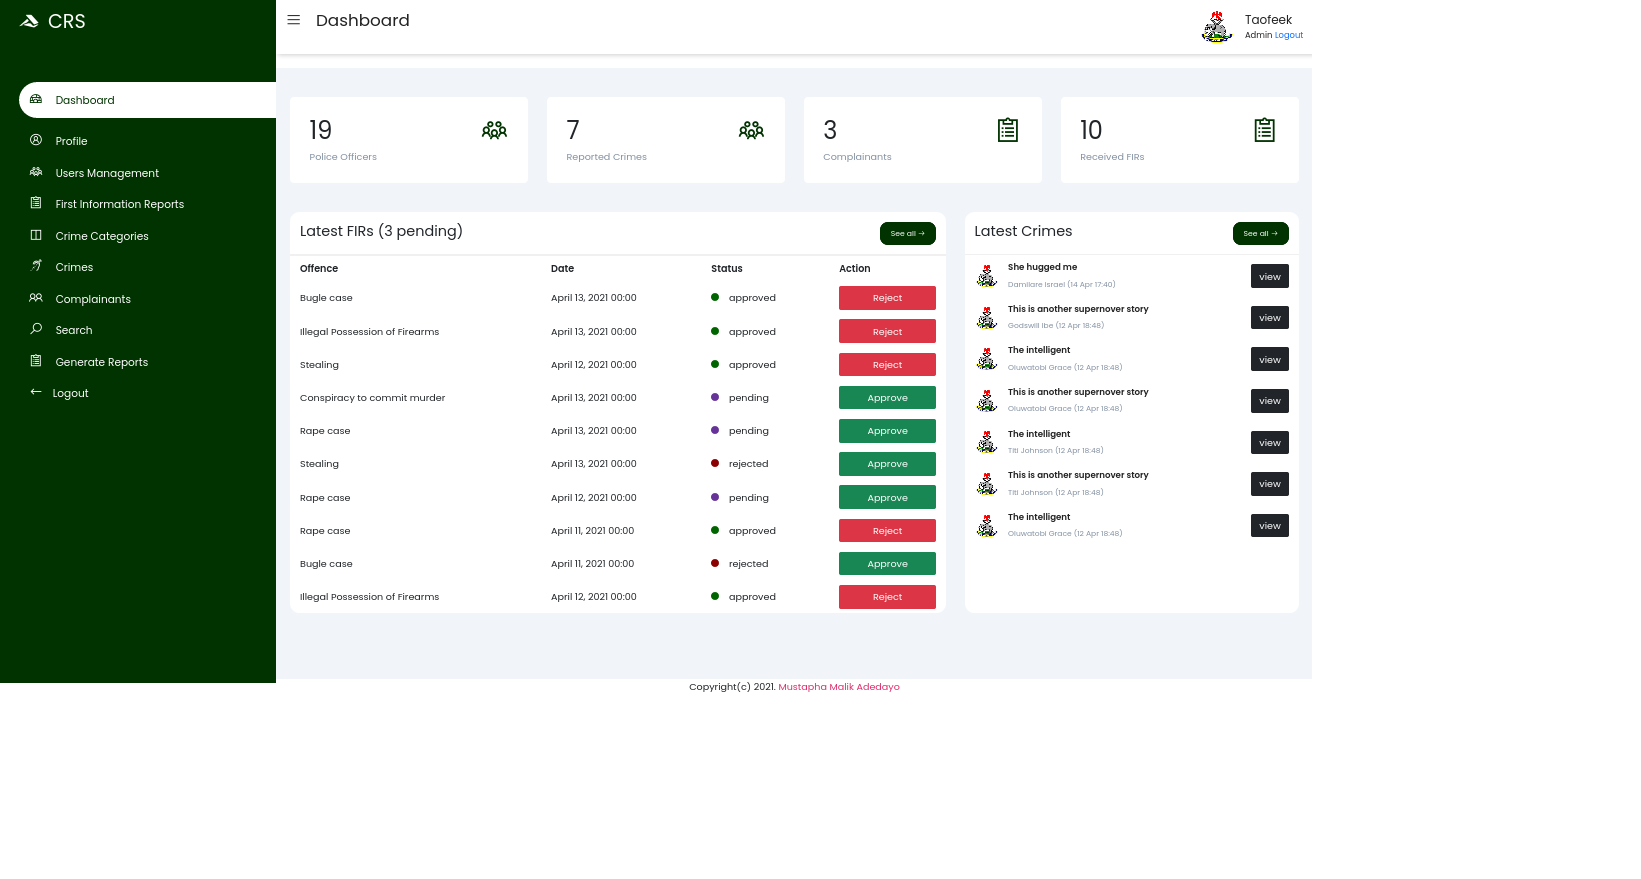 CRS
Dashboard
Taofeek
Admin Logout
Dashboard
Profile
Users Management
First Information Reports
Crime Categories
Crimes
Complainants
Search
Generate Reports
Logout
19
Police Officers
7
Reported Crimes
3
Complainants
10
Received FIRs
Latest FIRs (3 pending)
See all →
Offence Date Status Action
Bugle case April 13, 2021 00:00 approved Reject
Illegal Possession of Firearms April 13, 2021 00:00 approved Reject
Stealing April 12, 2021 00:00 approved Reject
Conspiracy to commit murder April 13, 2021 00:00 pending Approve
Rape case April 13, 2021 00:00 pending Approve
Stealing April 13, 2021 00:00 rejected Approve
Rape case April 12, 2021 00:00 pending Approve
Rape case April 11, 2021 00:00 approved Reject
Bugle case April 11, 2021 00:00 rejected Approve
Illegal Possession of Firearms April 12, 2021 00:00 approved Reject
Latest Crimes
See all →
She hugged me
Damilare Israel (14 Apr 17:40)
view
This is another supernover story
Godswill Ibe (12 Apr 18:48)
view
The intelligent
Oluwatobi Grace (12 Apr 18:48)
view
This is another supernover story
Oluwatobi Grace (12 Apr 18:48)
view
The intelligent
Titi Johnson (12 Apr 18:48)
view
This is another supernover story
Titi Johnson (12 Apr 18:48)
view
The intelligent
Oluwatobi Grace (12 Apr 18:48)
view
Copyright(c) 2021. Mustapha Malik Adedayo